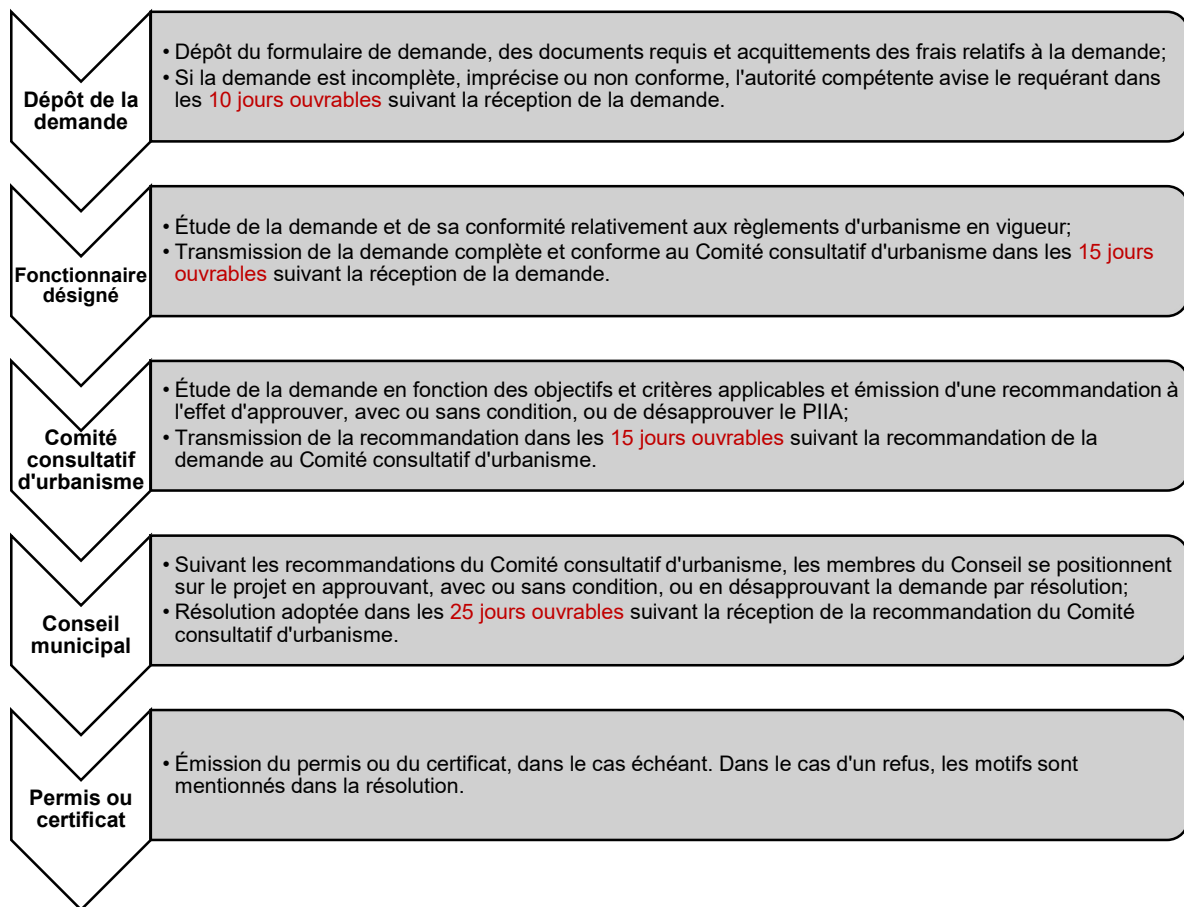 Dépôt de la
demande
• Dépôt du formulaire de demande, des documents requis et acquittements des frais relatifs à la demande;
• Si la demande est incomplète, imprécise ou non conforme, l'autorité compétente avise le requérant dans
les 10 jours ouvrables suivant la réception de la demande.
Fonctionnaire
désigné
• Étude de la demande et de sa conformité relativement aux règlements d'urbanisme en vigueur;
• Transmission de la demande complète et conforme au Comité consultatif d'urbanisme dans les 15 jours
ouvrables suivant la réception de la demande.
Comité
consultatif
d'urbanisme
• Étude de la demande en fonction des objectifs et critères applicables et émission d'une recommandation à
l'effet d'approuver, avec ou sans condition, ou de désapprouver le PIIA;
• Transmission de la recommandation dans les 15 jours ouvrables suivant la recommandation de la
demande au Comité consultatif d'urbanisme.
Conseil
municipal
• Suivant les recommandations du Comité consultatif d'urbanisme, les membres du Conseil se positionnent
sur le projet en approuvant, avec ou sans condition, ou en désapprouvant la demande par résolution;
• Résolution adoptée dans les 25 jours ouvrables suivant la réception de la recommandation du Comité
consultatif d'urbanisme.
Permis ou
certificat
• Émission du permis ou du certificat, dans le cas échéant. Dans le cas d'un refus, les motifs sont
mentionnés dans la résolution.